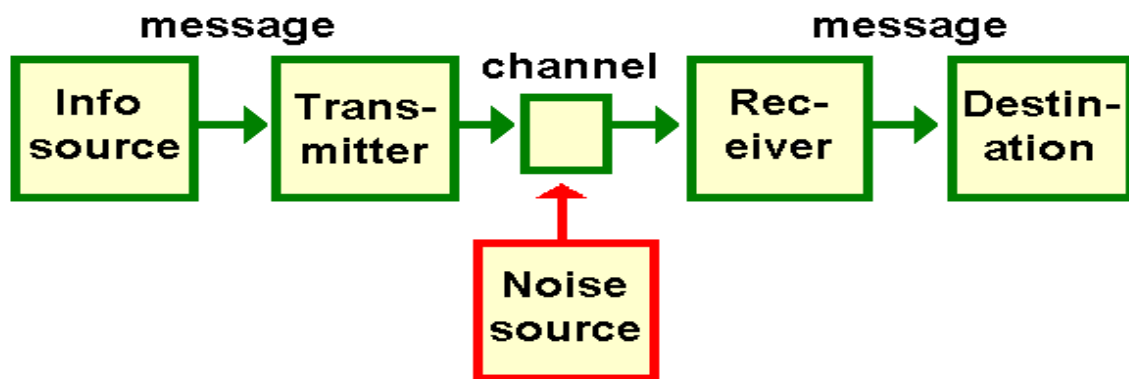 message
message
channel
Info
source
Trans-
mitter
Rec-
eiver
Destin-
ation
Noise
source